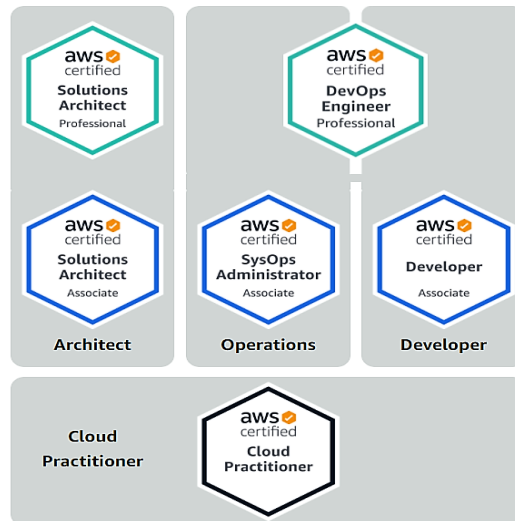 aws
certified
Solutions
Architect
Professional
aws
certified
DevOps
Engineer
Professional
aws
certified
Solutions
Architect
Associate
aws
certified
SysOps
Administrator
Associate
aws
certified
Developer
Associate
Architect
Operations
Developer
Cloud
Practitioner
aws
certified
Cloud
Practitioner